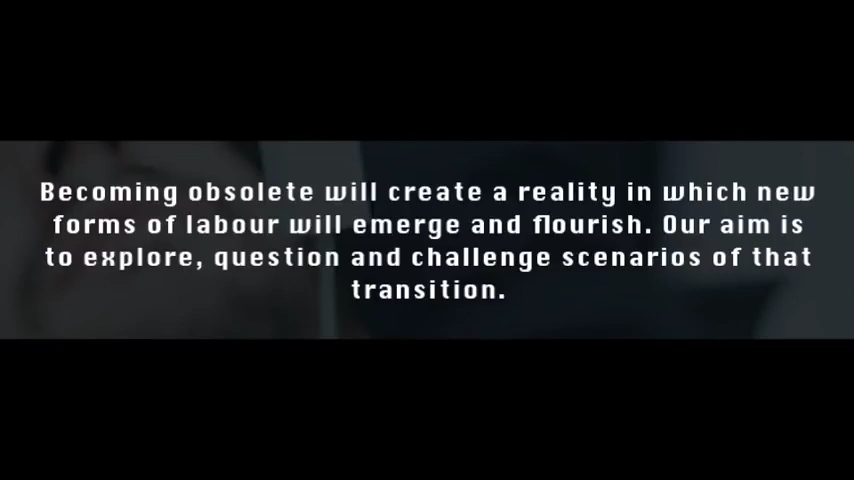 Becoming obsolete will create a reality in which new
forms of labour will emerge and flourish. Our aim is
to explore, question and challenge scenarios of that
transition.